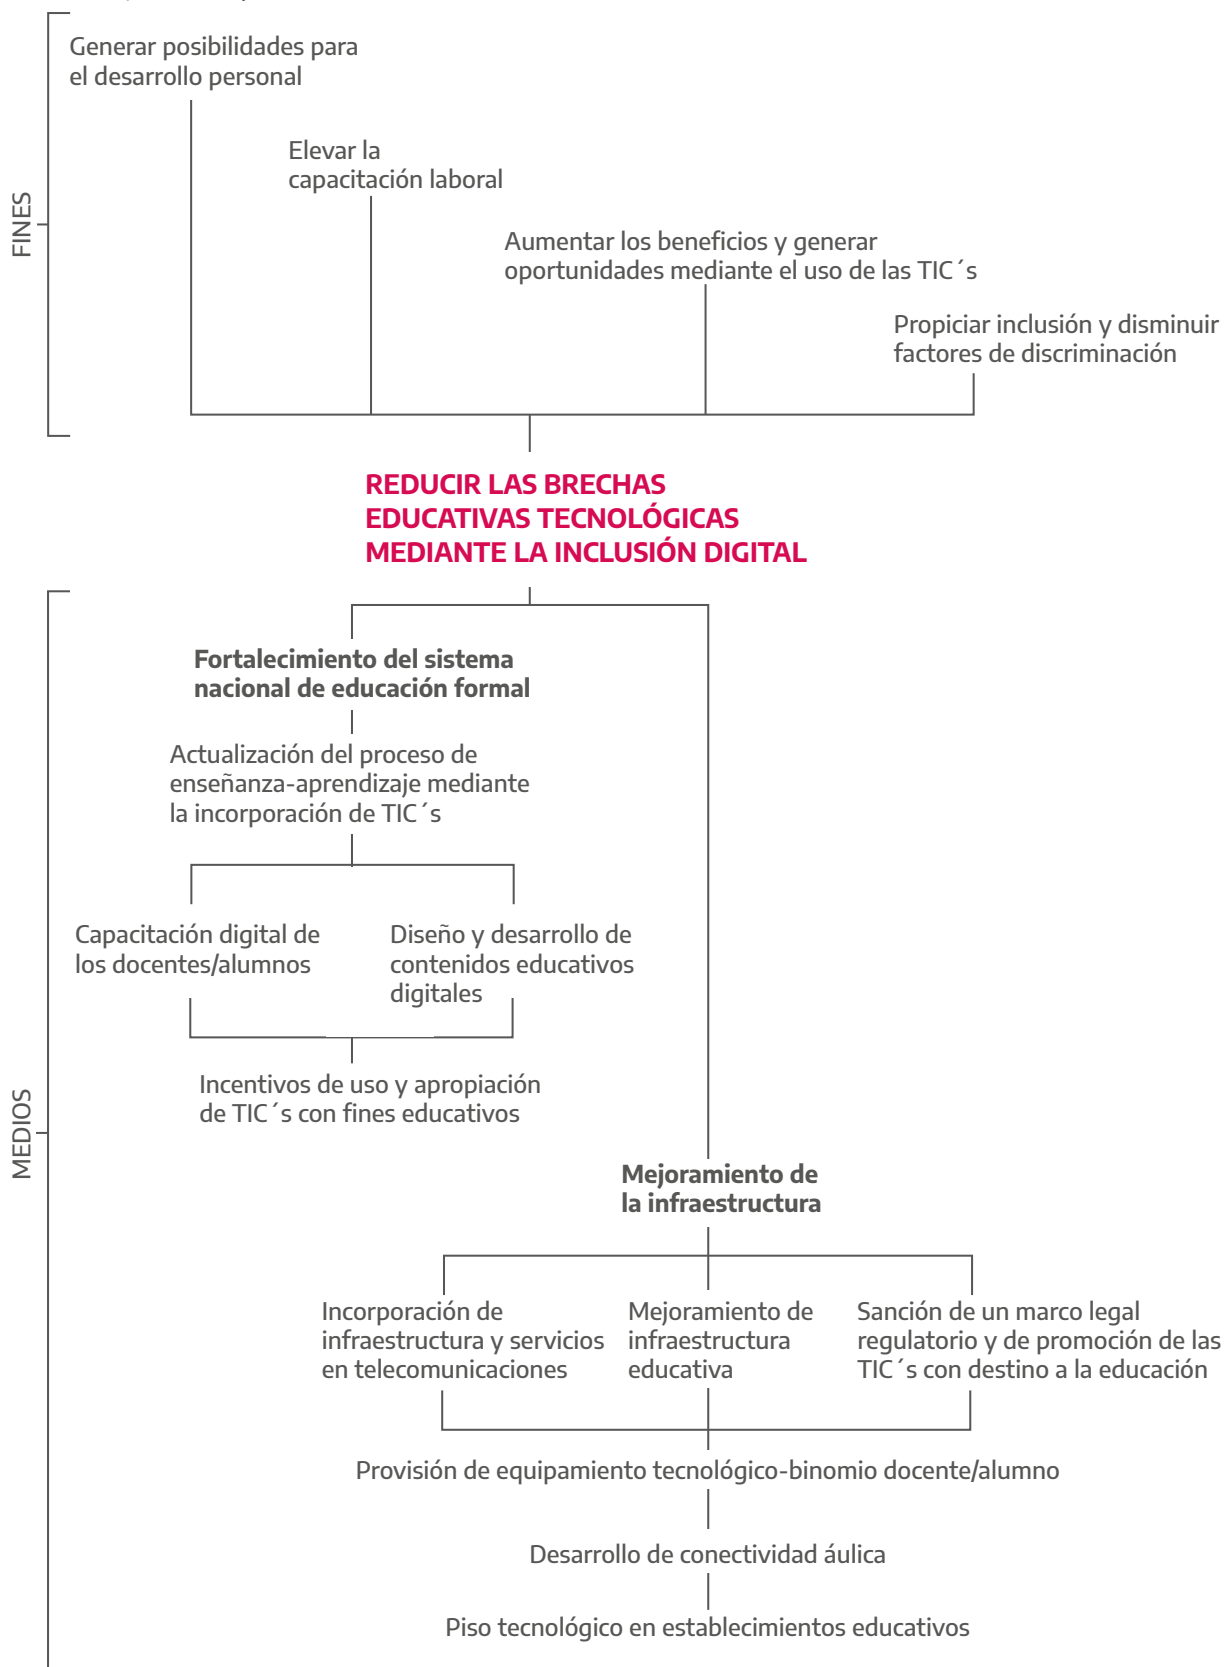 FINES
Generar posibilidades para
el desarrollo personal
Elevar la
capacitación laboral
Aumentar los beneficios y generar
oportunidades mediante el uso de las TIC´s
Propiciar inclusión y disminuir
factores de discriminación
REDUCIR LAS BRECHAS
EDUCATIVAS TECNOLÓGICAS
MEDIANTE LA INCLUSIÓN DIGITAL
MEDIOS
Fortalecimiento del sistema
nacional de educación formal
Actualización del proceso de
enseñanza-aprendizaje mediante
la incorporación de TIC´s
Capacitación digital de
los docentes/alumnos
Diseño y desarrollo de
contenidos educativos
digitales
Incentivos de uso y apropiación
de TIC´s con fines educativos
Mejoramiento de
la infraestructura
Incorporación de
infraestructura y servicios
en telecomunicaciones
Mejoramiento de
infraestructura
educativa
Sanción de un marco legal
regulatorio y de promoción de las
TIC´s con destino a la educación
Provisión de equipamiento tecnológico-binomio docente/alumno
Desarrollo de conectividad áulica
Piso tecnológico en establecimientos educativos